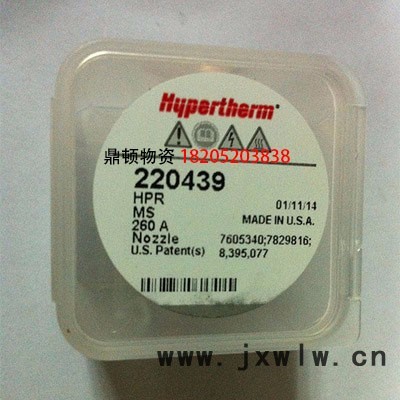 Hypertherm®
鼎顿物资 18205203838
220439
HPR
MS
260 A
Nozzle
U.S. Patent(s)
01/11/14
MADE IN U.S.A.
7605340;7829816;
8,395,077
www.jxwlw.cn